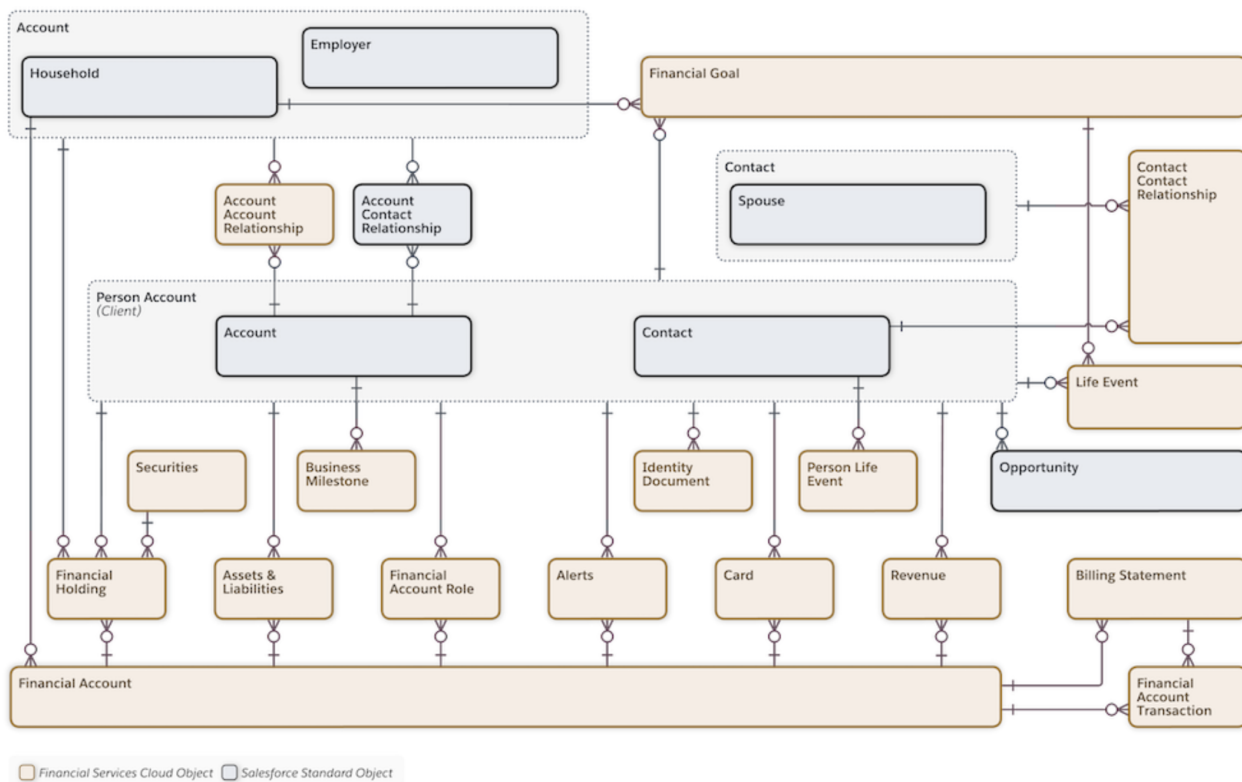 Account
Employer
Household
Financial Goal
Contact
Spouse
Contact
Contact
Relationship
Account
Account
Relationship
Account
Contact
Relationship
Person Account
(Client)
Account
Contact
Life Event
Securities
Business
Milestone
Identity
Document
Person Life
Event
Opportunity
Financial
Holding
Assets &
Liabilities
Financial
Account Role
Alerts
Card
Revenue
Billing Statement
Financial Account
Financial
Account
Transaction
Financial Services Cloud Object
Salesforce Standard Object